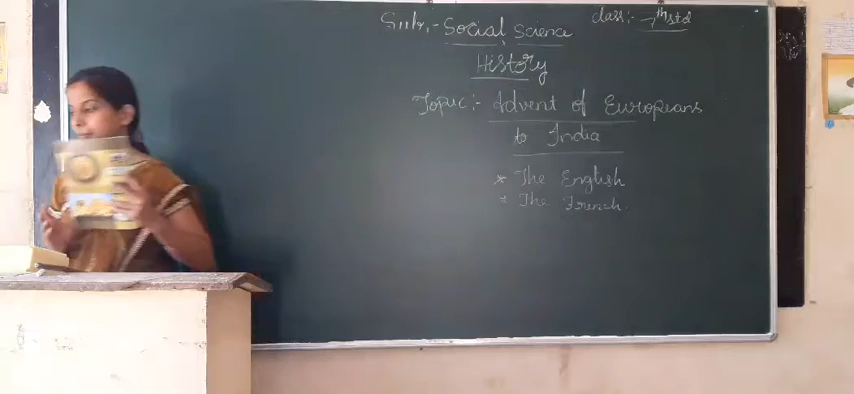 Sub:- Social Science
class:- 7th std
History
Topic:- Advent of Europeans
to India
* The English
* The French.